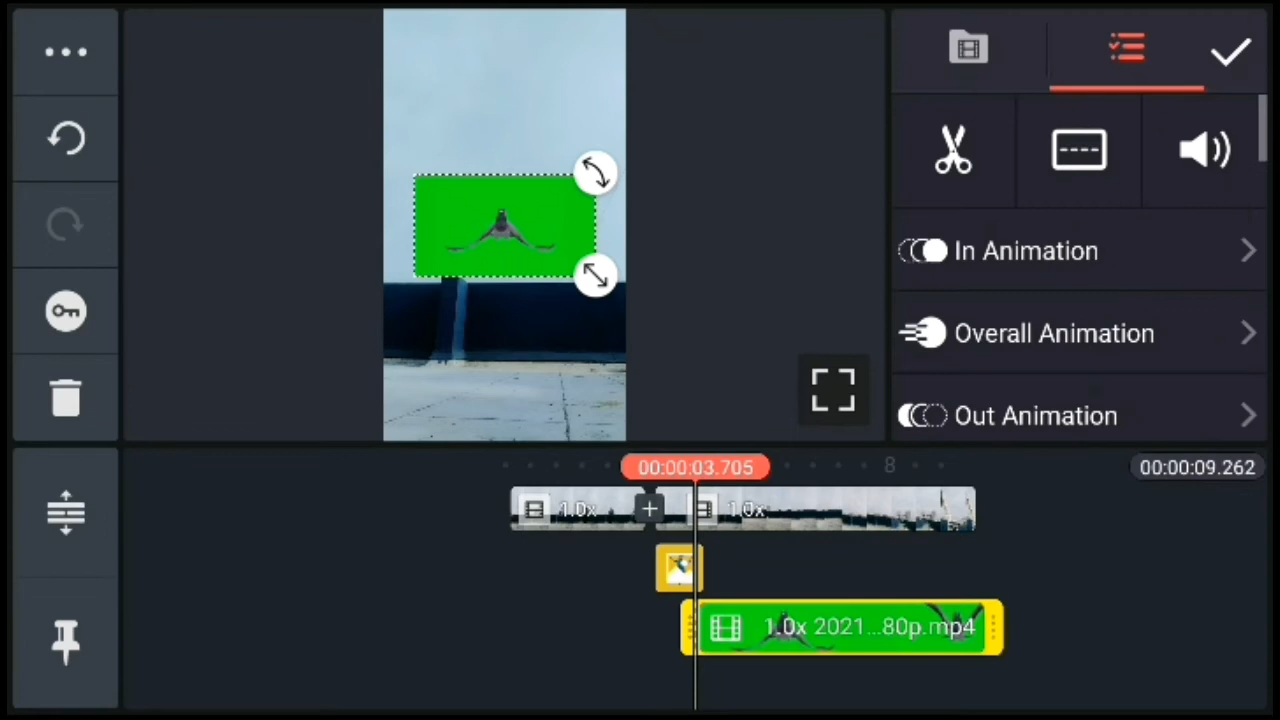 In Animation
Overall Animation
Out Animation
00:00:03.705
8
00:00:09.262
1.0x
1.0x
1.0x 2021...80p.mp4